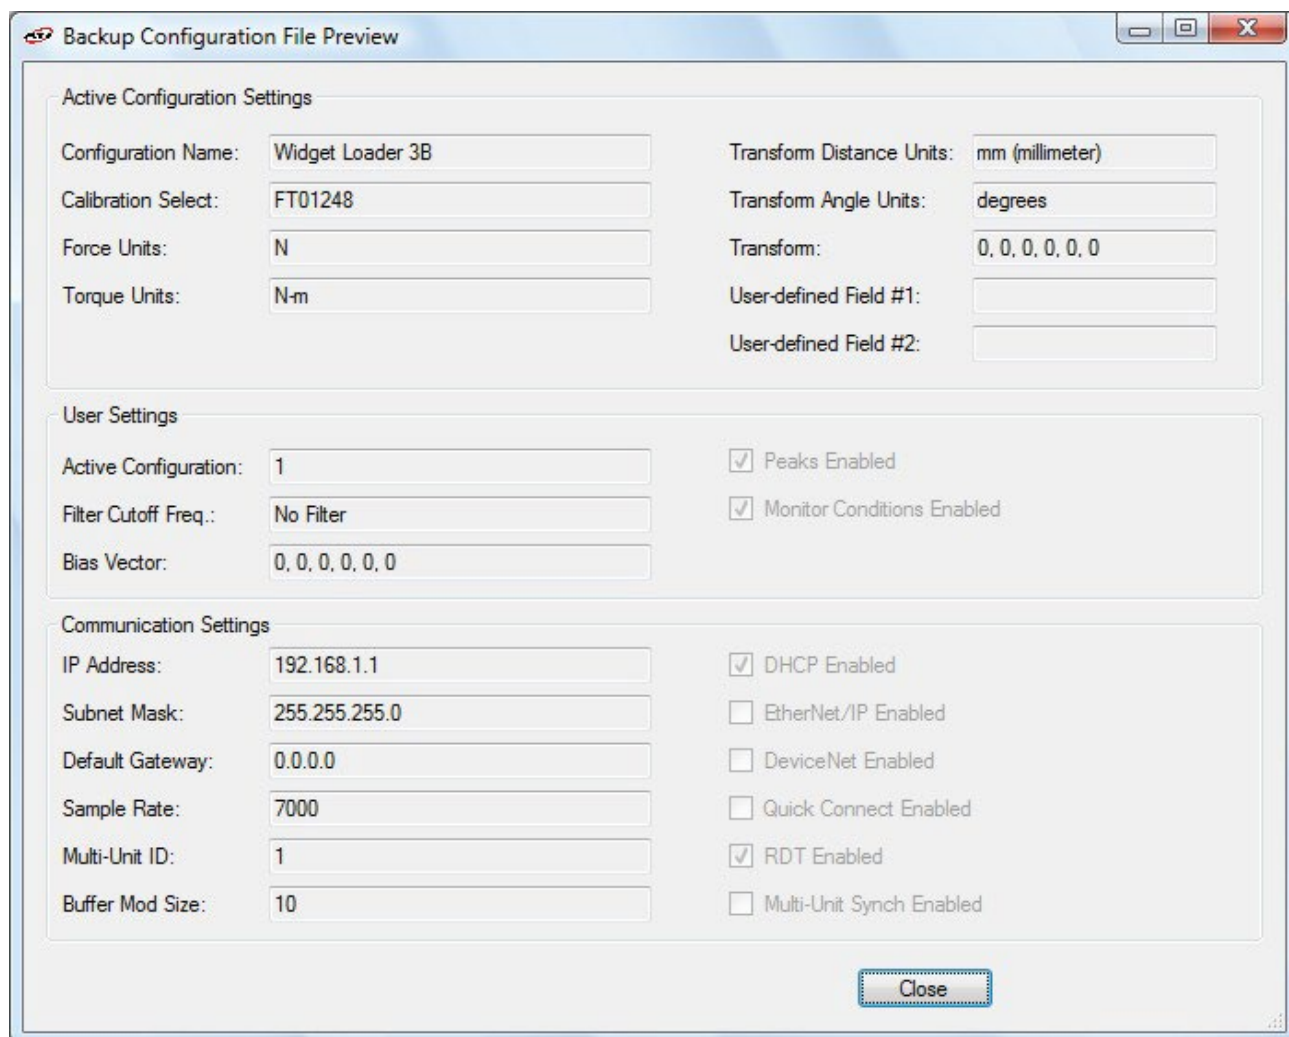 Backup Configuration File Preview
Active Configuration Settings
Configuration Name: Widget Loader 3B
Transform Distance Units: mm (millimeter)
Calibration Select: FT01248
Transform Angle Units: degrees
Force Units: N
Transform: 0, 0, 0, 0, 0, 0
Torque Units: N-m
User-defined Field #1:
User-defined Field #2:
User Settings
Active Configuration: 1
Peaks Enabled
Filter Cutoff Freq.: No Filter
Monitor Conditions Enabled
Bias Vector: 0, 0, 0, 0, 0, 0
Communication Settings
IP Address: 192.168.1.1
DHCP Enabled
Subnet Mask: 255.255.255.0
EtherNet/IP Enabled
Default Gateway: 0.0.0.0
DeviceNet Enabled
Sample Rate: 7000
Quick Connect Enabled
Multi-Unit ID: 1
RDT Enabled
Buffer Mod Size: 10
Multi-Unit Synch Enabled
Close